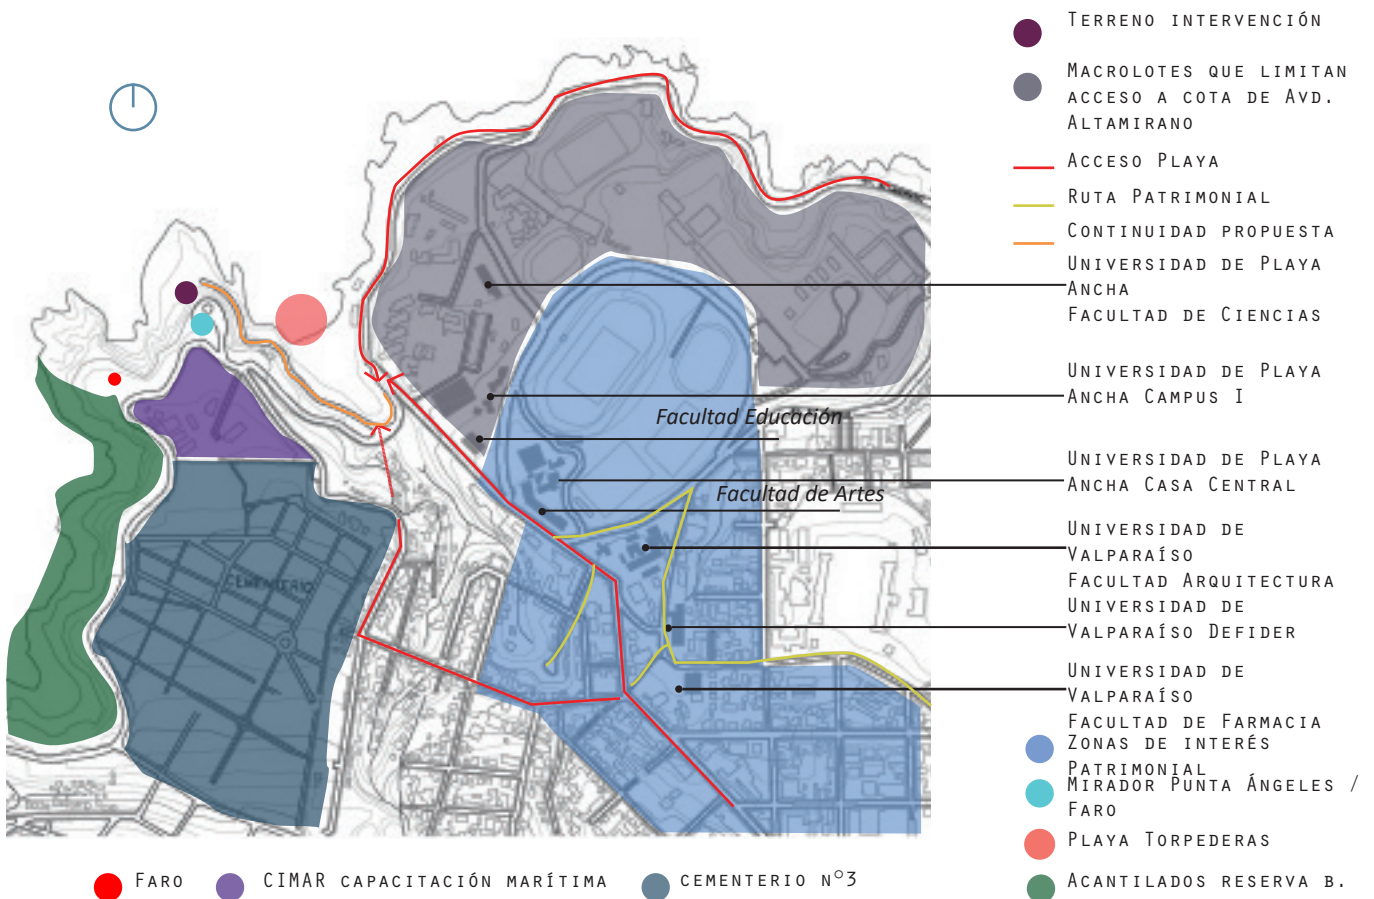 Terreno intervención
Macrolotes que limitan
acceso a cota de Avd.
Altamirano
Acceso Playa
Ruta Patrimonial
Continuidad propuesta
Universidad de Playa
Ancha
Facultad de Ciencias
Universidad de Playa
Ancha Campus I
Facultad Educación
Universidad de Playa
Ancha Casa Central
Facultad de Artes
Universidad de
Valparaíso
Facultad Arquitectura
Universidad de
Valparaíso Defider
Universidad de
Valparaíso
Facultad de Farmacia
Zonas de interés
Patrimonial
Mirador Punta Ángeles /
Faro
Playa Torpederas
Acantilados reserva b.
CEMENTERIO
Faro
CIMAR capacitación marítima
cementerio n°3